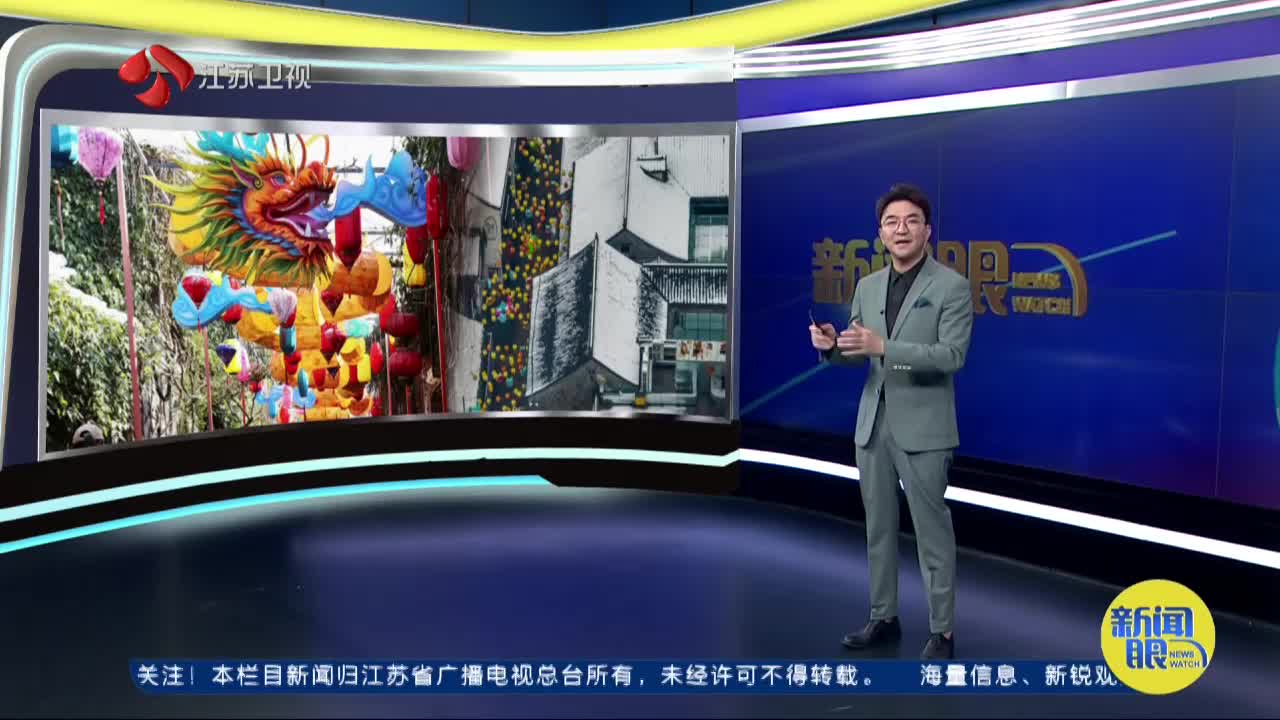 江苏卫视
新闻眼
NEWS
WATCH
新闻眼
NEWS
WATCH
关注！本栏目新闻归江苏省广播电视总台所有，未经许可不得转载。 海量信息、新锐观